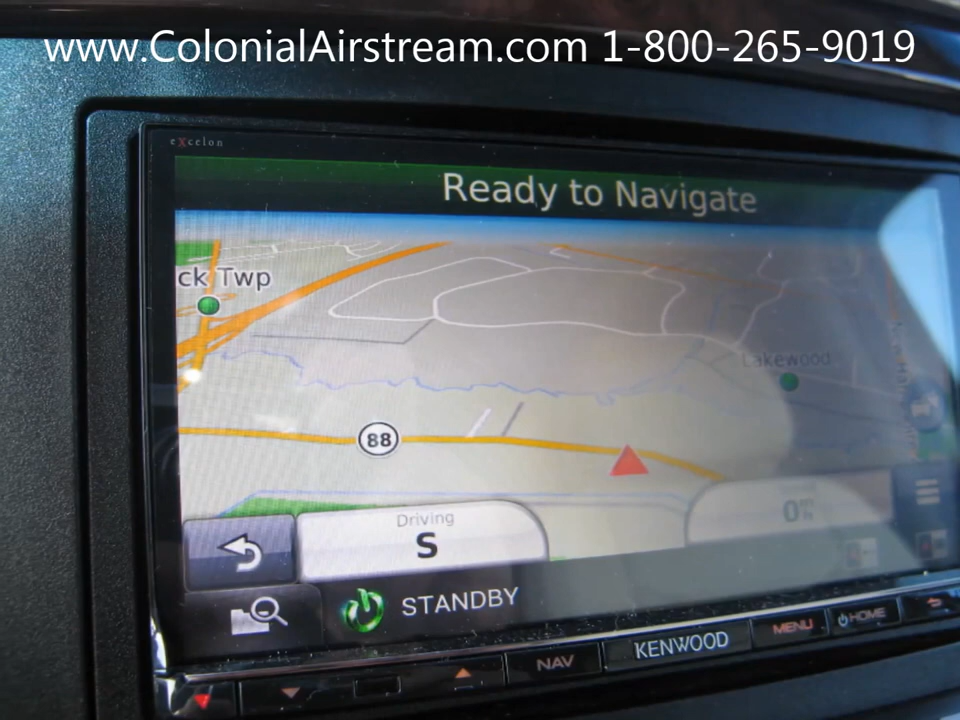 www.ColonialAirstream.com 1-800-265-9019
eXcelon
Ready to Navigate
ck Twp
Lakewood
88
Driving
S
0
STANDBY
NAV
KENWOOD
MENU
HOME